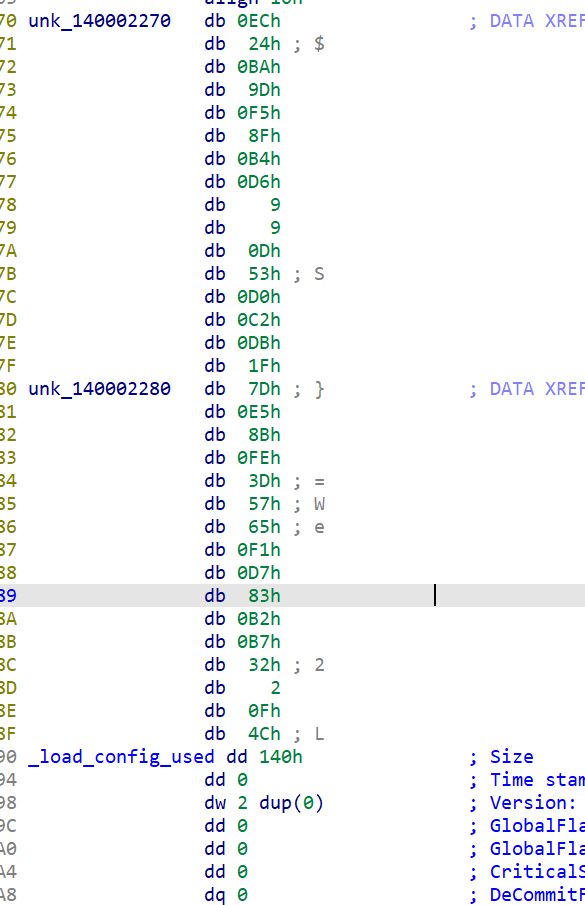 align 10h
70 unk_140002270 db 0ECh ; DATA XREF
71 db 24h ; $
72 db 0BAh
73 db 9Dh
74 db 0F5h
75 db 8Fh
76 db 0B4h
77 db 0D6h
78 db 9
79 db 9
7A db 0Dh
7B db 53h ; S
7C db 0D0h
7D db 0C2h
7E db 0DBh
7F db 1Fh
80 unk_140002280 db 7Dh ; } ; DATA XREF
81 db 0E5h
82 db 8Bh
83 db 0FEh
84 db 3Dh ; =
85 db 57h ; W
86 db 65h ; e
87 db 0F1h
88 db 0D7h
89 db 83h
8A db 0B2h
8B db 0B7h
8C db 32h ; 2
8D db 2
8E db 0Fh
8F db 4Ch ; L
90 _load_config_used dd 140h ; Size
94 dd 0 ; Time stam
98 dw 2 dup(0) ; Version:
9C dd 0 ; GlobalFla
A0 dd 0 ; GlobalFla
A4 dd 0 ; CriticalS
A8 dq 0 ; DeCommitF